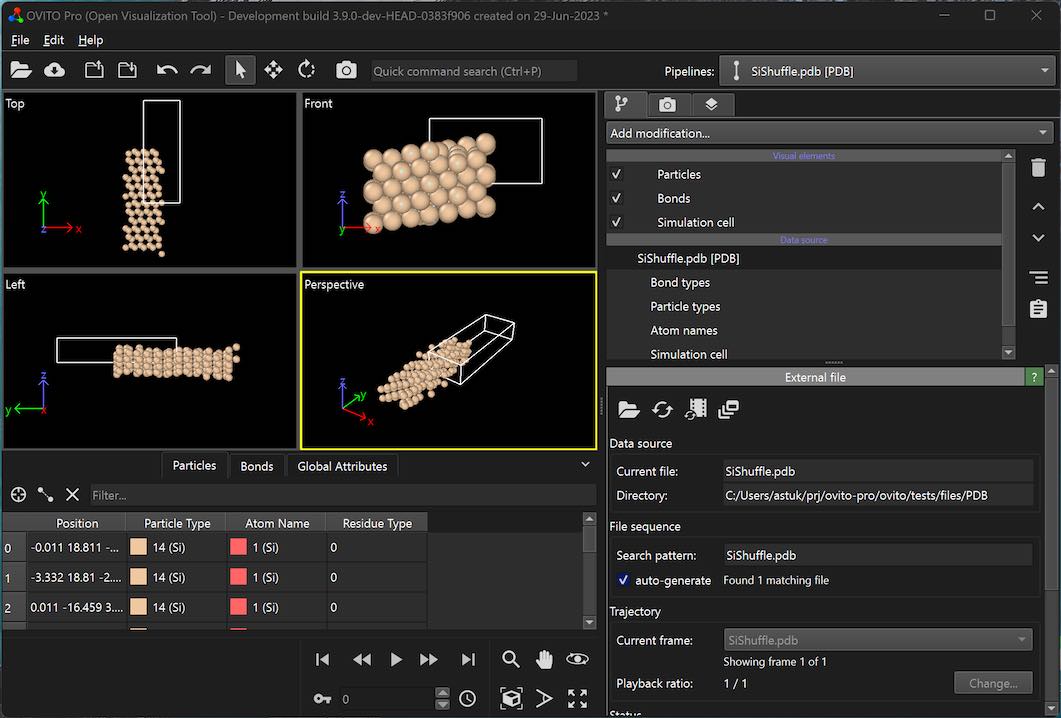 OVITO Pro (Open Visualization Tool) - Development build 3.9.0-dev-HEAD-0383f906 created on 29-Jun-2023 *
File Edit Help
Quick command search (Ctrl+P)
Pipelines: SiShuffle.pdb [PDB]
Top
y
x
z
Front
z
y
x
Left
z
y
x
Perspective
z
y
x
Add modification...
Visual elements
Particles
Bonds
Simulation cell
Data source
SiShuffle.pdb [PDB]
Bond types
Particle types
Atom names
Simulation cell
External file ?
Data source
Current file: SiShuffle.pdb
Directory: C:/Users/astuk/prj/ovito-pro/ovito/tests/files/PDB
File sequence
Search pattern: SiShuffle.pdb
auto-generate Found 1 matching file
Trajectory
Current frame: SiShuffle.pdb
Showing frame 1 of 1
Playback ratio: 1 / 1 Change...
Status
Particles Bonds Global Attributes
Filter...
Position Particle Type Atom Name Residue Type
0 -0.011 18.811 -... 14 (Si) 1 (Si) 0
1 -3.332 18.81 -2.... 14 (Si) 1 (Si) 0
2 0.011 -16.459 3.... 14 (Si) 1 (Si) 0
0